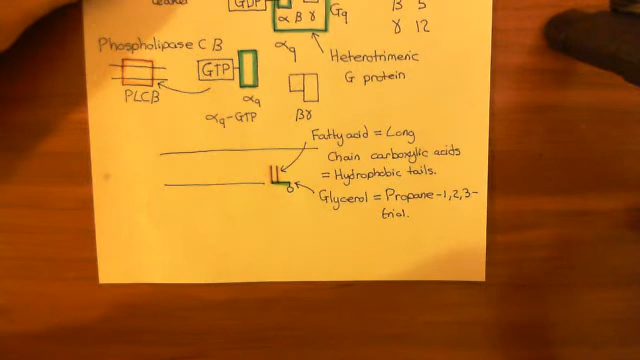 GDP
α β γ
Gq
β 5
γ 12
Phospholipase C β
αq
Heterotrimeric
G protein
GTP
PLCβ
αq
αq-GTP
βγ
Fatty acid = Long
Chain carboxylic acids
= Hydrophobic tails.
Glycerol = Propane-1,2,3-
triol.